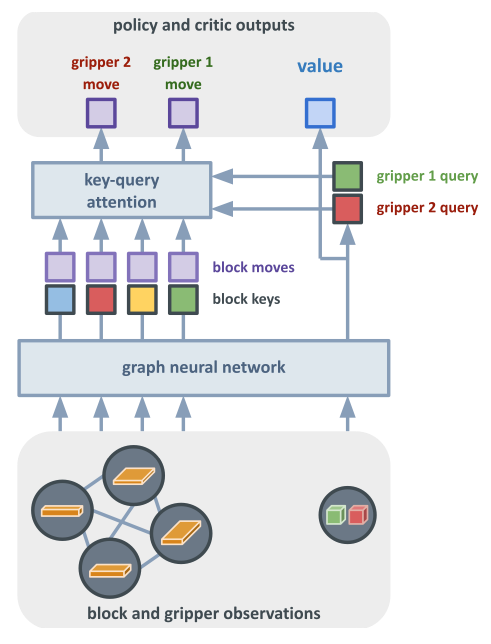 policy and critic outputs
gripper 2
move
gripper 1
move
value
key-query
attention
gripper 1 query
gripper 2 query
block moves
block keys
graph neural network
block and gripper observations